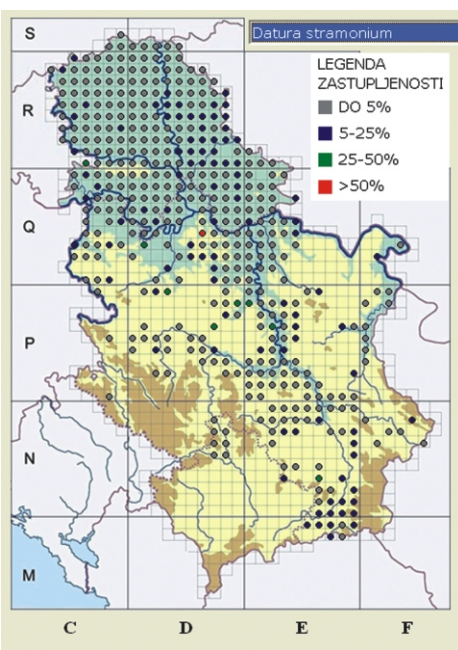 Datura stramonium
LEGENDA
ZASTUPLJENOSTI
DO 5%
5-25%
25-50%
>50%
S
R
Q
P
N
M
C D E F